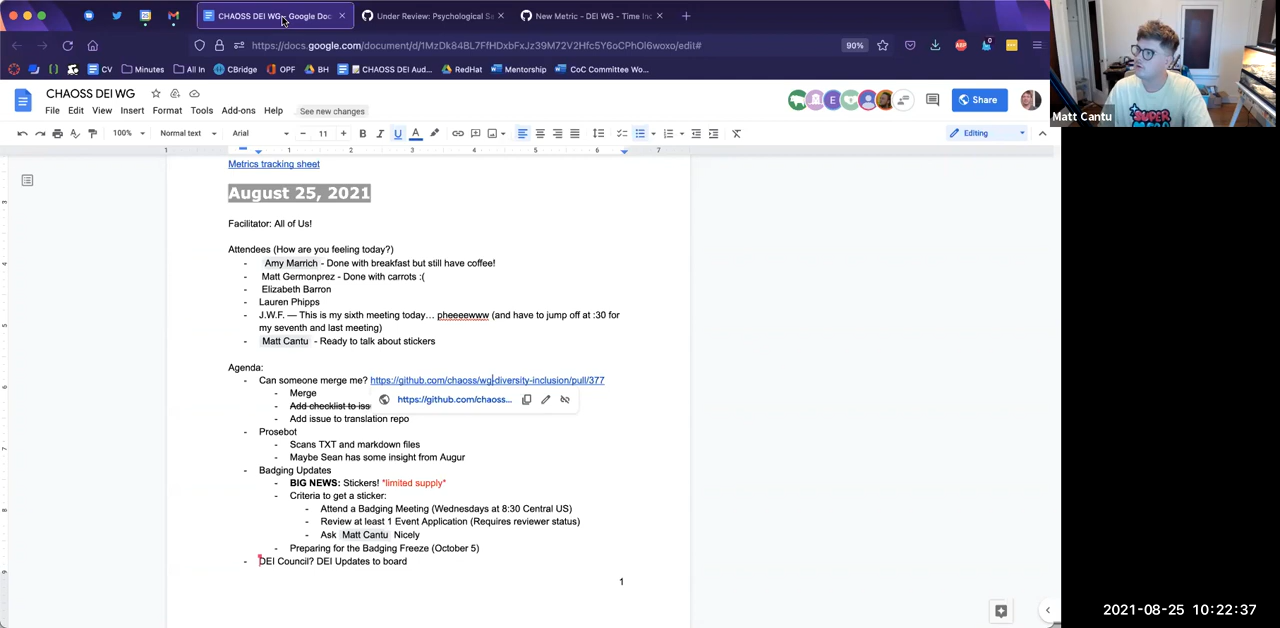 CHAOSS DEI WG - Google Doc
Under Review: Psychological S
New Metric - DEI WG - Time In
https://docs.google.com/document/d/1MzDk84BL7FfHDxbFxJz39M72V2Hfc5Y6oCPhOl6woxo/edit#
90%
CV
Minutes
All In
CBridge
OPF
BH
CHAOSS DEI Aud...
RedHat
Mentorship
CoC Committee Wo...
CHAOSS DEI WG
File Edit View Insert Format Tools Add-ons Help See new changes
Share
100% Normal text Arial 11 Editing
Metrics tracking sheet
August 25, 2021
Facilitator: All of Us!
Attendees (How are you feeling today?)
- Amy Marrich - Done with breakfast but still have coffee!
- Matt Germonprez - Done with carrots :(
- Elizabeth Barron
- Lauren Phipps
- J.W.F. — This is my sixth meeting today… pheeeewww (and have to jump off at :30 for
my seventh and last meeting)
- Matt Cantu - Ready to talk about stickers
Agenda:
- Can someone merge me? https://github.com/chaoss/wg-diversity-inclusion/pull/377
- Merge
https://github.com/chaoss...
- Add checklist to iss
- Add issue to translation repo
- Prosebot
- Scans TXT and markdown files
- Maybe Sean has some insight from Augur
- Badging Updates
- BIG NEWS: Stickers! *limited supply*
- Criteria to get a sticker:
- Attend a Badging Meeting (Wednesdays at 8:30 Central US)
- Review at least 1 Event Application (Requires reviewer status)
- Ask Matt Cantu Nicely
- Preparing for the Badging Freeze (October 5)
- DEI Council? DEI Updates to board
1
Matt Cantu
2021-08-25 10:22:37